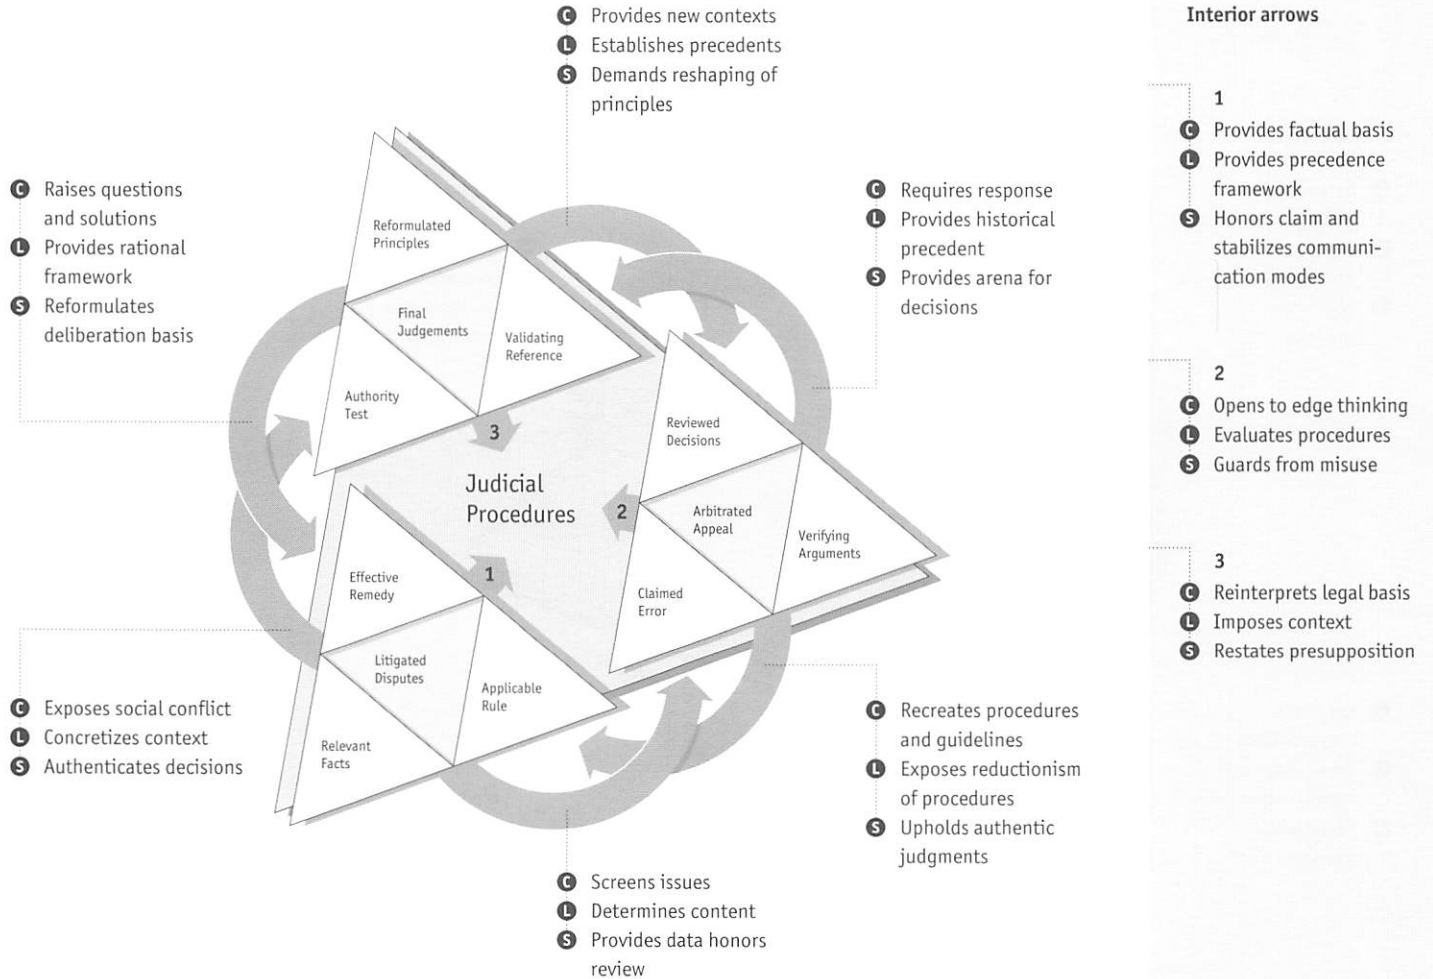 C Provides new contexts
L Establishes precedents
S Demands reshaping of
principles
C Raises questions
and solutions
L Provides rational
framework
S Reformulates
deliberation basis
C Requires response
L Provides historical
precedent
S Provides arena for
decisions
Reformulated
Principles
Final
Judgements
Validating
Reference
Authority
Test
3
Judicial
Procedures
2
1
Reviewed
Decisions
Arbitrated
Appeal
Verifying
Arguments
Claimed
Error
Effective
Remedy
Litigated
Disputes
Applicable
Rule
Relevant
Facts
C Exposes social conflict
L Concretizes context
S Authenticates decisions
C Recreates procedures
and guidelines
L Exposes reductionism
of procedures
S Upholds authentic
judgments
C Screens issues
L Determines content
S Provides data honors
review
Interior arrows
1
C Provides factual basis
L Provides precedence
framework
S Honors claim and
stabilizes communi-
cation modes
2
C Opens to edge thinking
L Evaluates procedures
S Guards from misuse
3
C Reinterprets legal basis
L Imposes context
S Restates presupposition